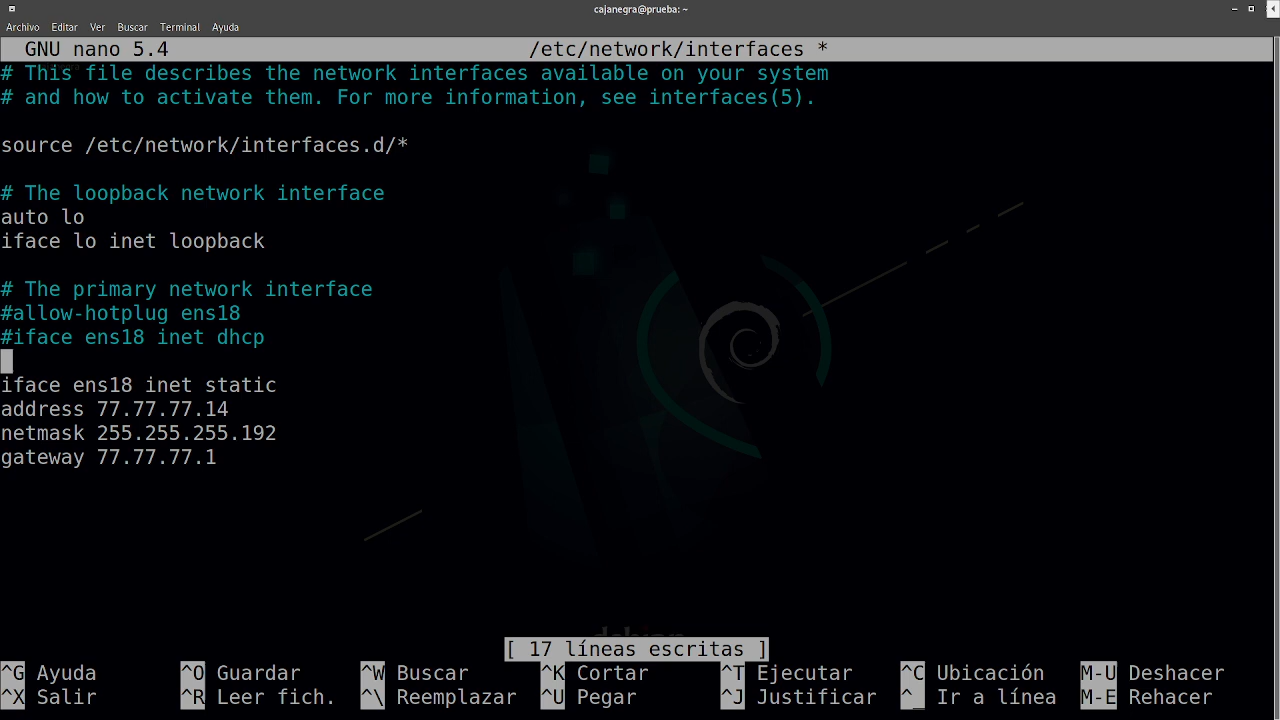 cajanegra@prueba: ~
Archivo Editar Ver Buscar Terminal Ayuda
GNU nano 5.4 /etc/network/interfaces *
# This file describes the network interfaces available on your system
# and how to activate them. For more information, see interfaces(5).
source /etc/network/interfaces.d/*
# The loopback network interface
auto lo
iface lo inet loopback
# The primary network interface
#allow-hotplug ens18
#iface ens18 inet dhcp
iface ens18 inet static
address 77.77.77.14
netmask 255.255.255.192
gateway 77.77.77.1
[ 17 líneas escritas ]
^G Ayuda ^O Guardar ^W Buscar ^K Cortar ^T Ejecutar ^C Ubicación M-U Deshacer
^X Salir ^R Leer fich. ^\ Reemplazar ^U Pegar ^J Justificar ^_ Ir a línea M-E Rehacer